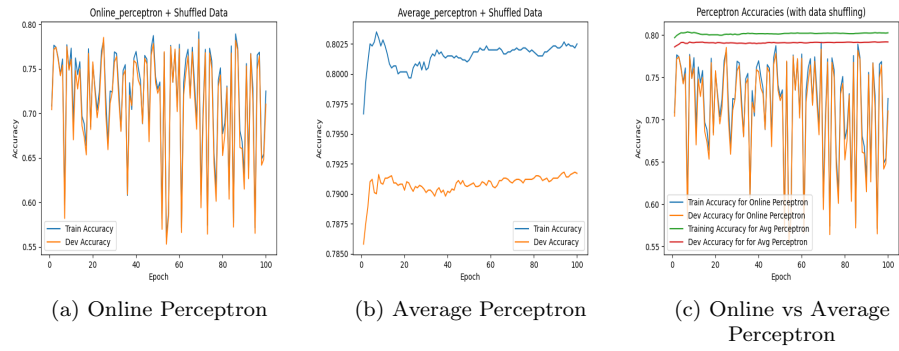 Online_perceptron + Shuffled Data
Accuracy
0.75
0.70
0.65
0.60
0.55
Train Accuracy
Dev Accuracy
0 20 40 60 80 100
Epoch
(a) Online Perceptron
Average_perceptron + Shuffled Data
Accuracy
0.8025
0.8000
0.7975
0.7950
0.7925
0.7900
0.7875
0.7850
Train Accuracy
Dev Accuracy
0 20 40 60 80 100
Epoch
(b) Average Perceptron
Perceptron Accuracies (with data shuffling)
Accuracy
0.80
0.75
0.70
0.65
0.60
0.55
Train Accuracy for Online Perceptron
Dev Accuracy for Online Perceptron
Training Accuracy for Avg Perceptron
Dev Accuracy for for Avg Perceptron
0 20 40 60 80 100
Epoch
(c) Online vs Average
Perceptron